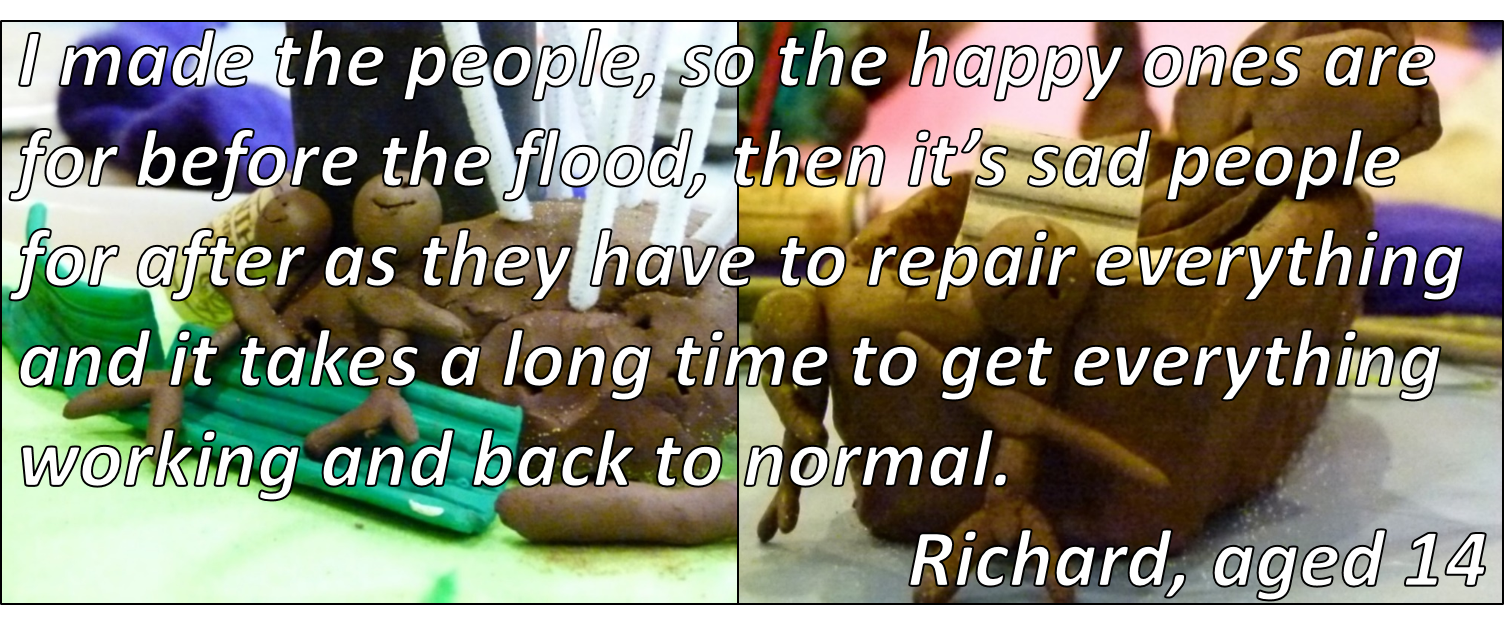 I made the people, so the happy ones are
for before the flood, then it’s sad people
for after as they have to repair everything
and it takes a long time to get everything
working and back to normal.
Richard, aged 14